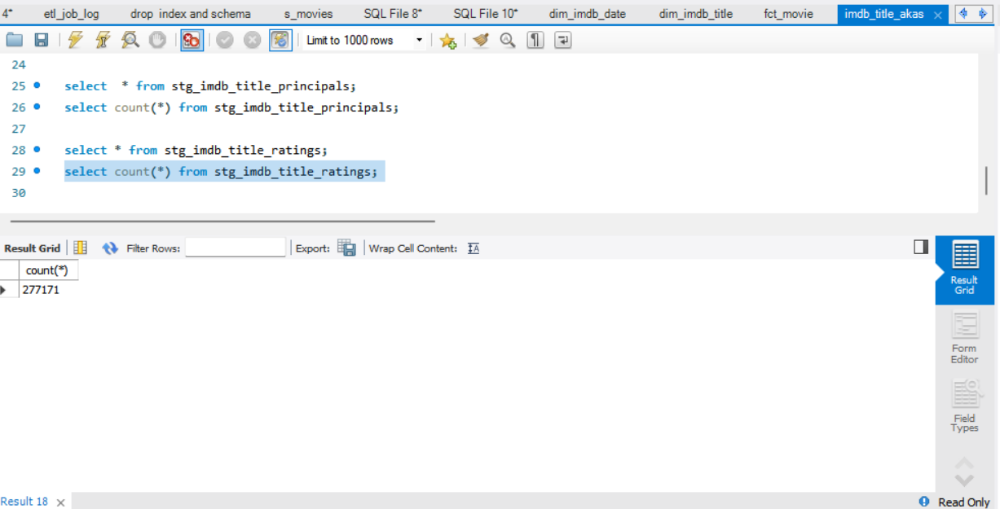 4* etl_job_log drop index and schema s_movies SQL File 8* SQL File 10* dim_imdb_date dim_imdb_title fct_movie imdb_title_akas
Limit to 1000 rows
24
25 select * from stg_imdb_title_principals;
26 select count(*) from stg_imdb_title_principals;
27
28 select * from stg_imdb_title_ratings;
29 select count(*) from stg_imdb_title_ratings;
30
Result Grid Filter Rows: Export: Wrap Cell Content: IA
count(*)
277171
Result
Grid
Form
Editor
Field
Types
Result 18 Read Only